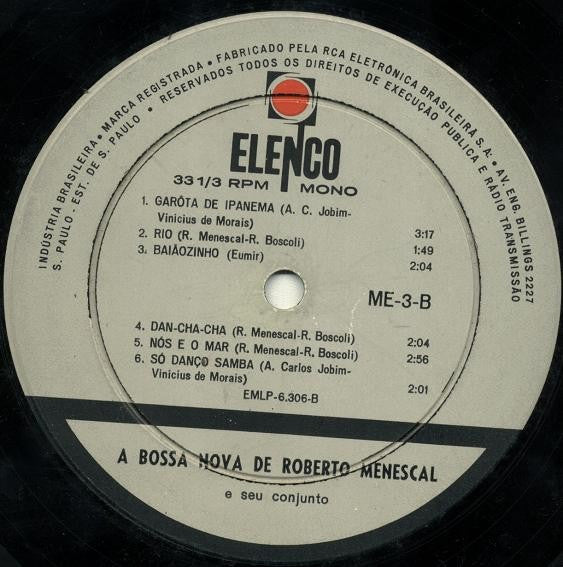 INDÚSTRIA BRASILEIRA • MARCA REGISTRADA • FABRICADO PELA RCA ELETRÔNICA BRASILEIRA S.A. • AV. ENG. BILLINGS 2227
S. PAULO - EST. DE S. PAULO • RESERVADOS TODOS OS DIREITOS DE EXECUÇÃO PUBLICA E RÁDIO TRANSMISSÃO
ELENCO
33 1/3 RPM MONO
1. GARÔTA DE IPANEMA (A. C. Jobim-
Vinicius de Morais) 3:17
2. RIO (R. Menescal-R. Boscoli) 1:49
3. BAIÃOZINHO (Eumir) 2:04
ME-3-B
4. DAN-CHA-CHA (R. Menescal-R. Boscoli) 2:04
5. NÓS E O MAR (R. Menescal-R. Boscoli) 2:56
6. SÓ DANÇO SAMBA (A. Carlos Jobim-
Vinicius de Morais) 2:01
EMLP-6.306-B
A BOSSA NOVA DE ROBERTO MENESCAL
e seu conjunto